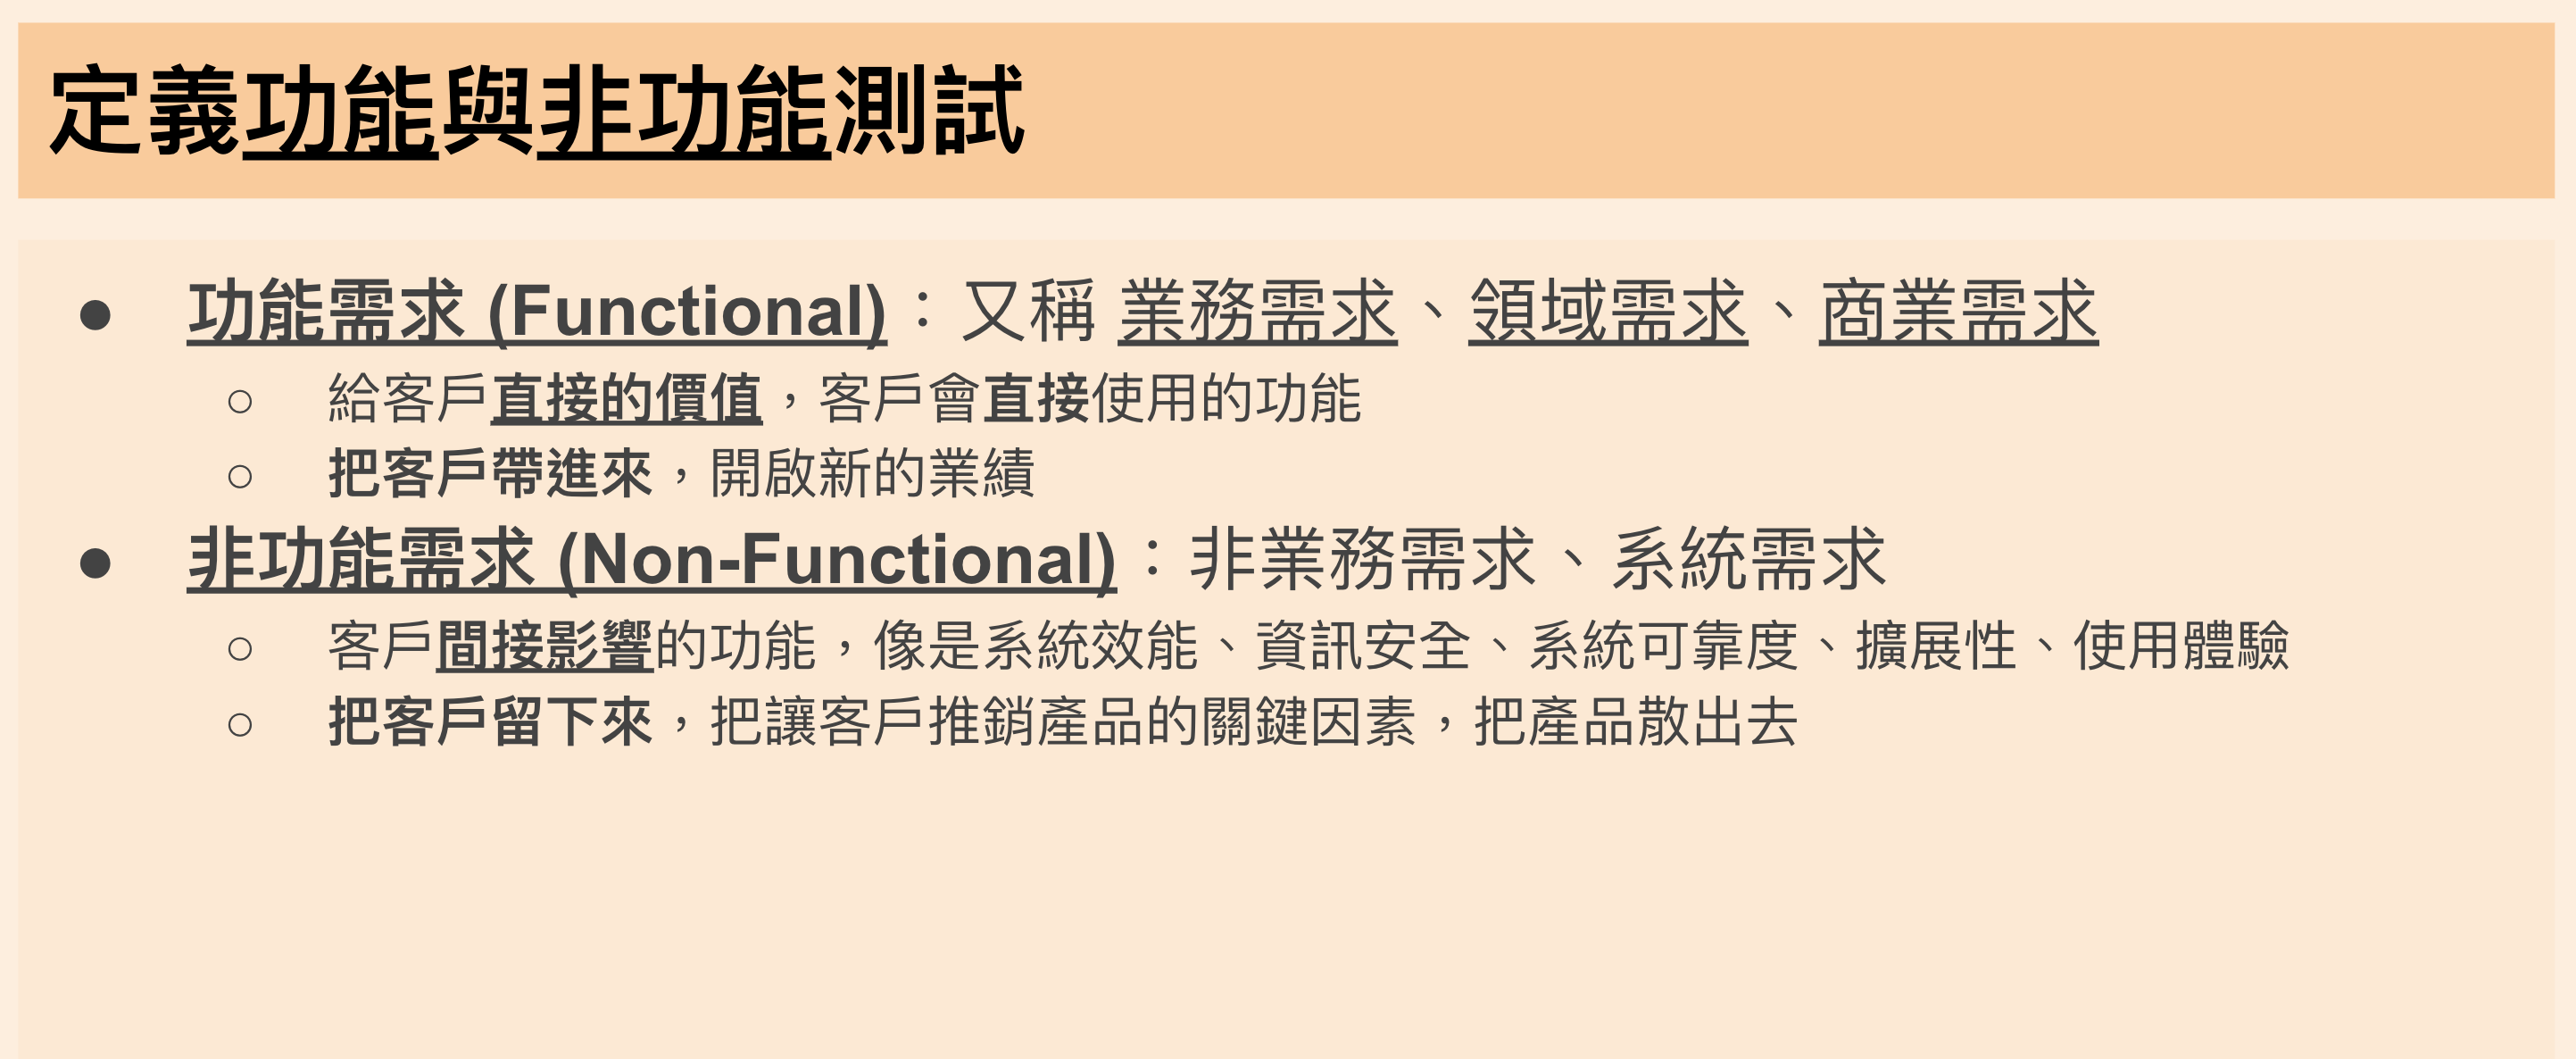 定義功能與非功能測試
● 功能需求 (Functional)：又稱 業務需求、領域需求、商業需求
○ 給客戶直接的價值，客戶會直接使用的功能
○ 把客戶帶進來，開啟新的業績
● 非功能需求 (Non-Functional)：非業務需求、系統需求
○ 客戶間接影響的功能，像是系統效能、資訊安全、系統可靠度、擴展性、使用體驗
○ 把客戶留下來，把讓客戶推銷產品的關鍵因素，把產品散出去